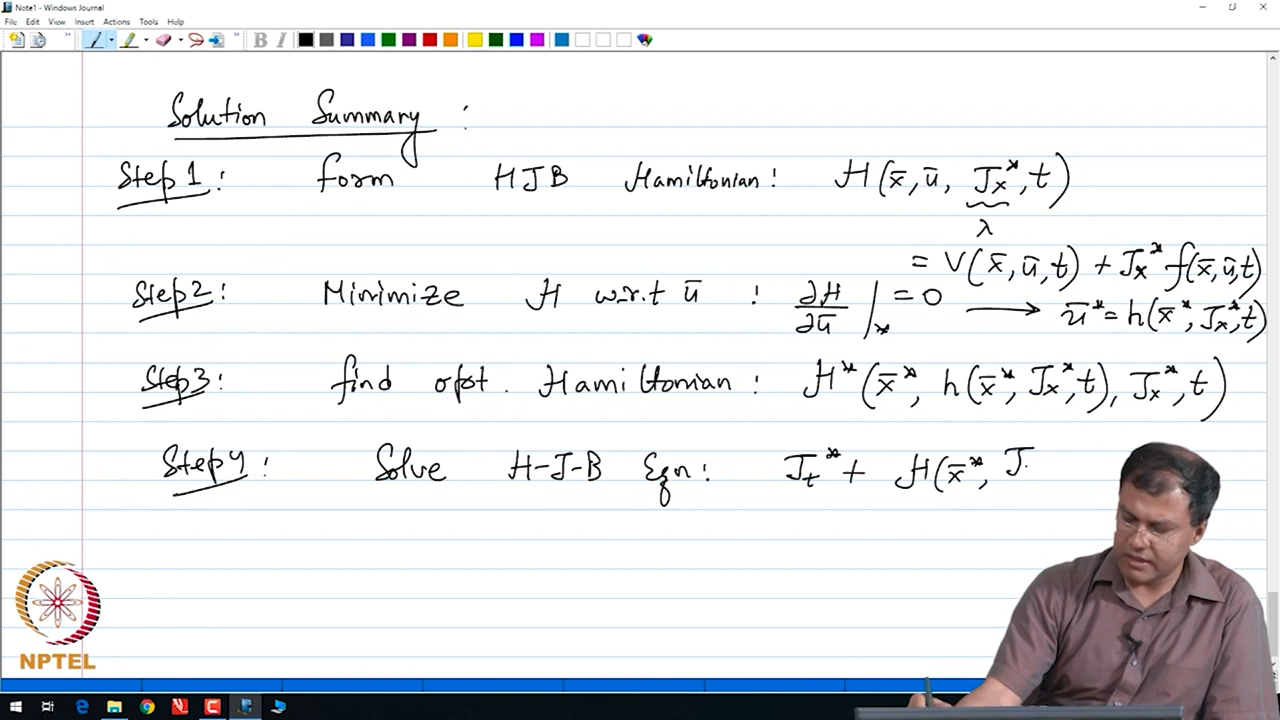 Note1 - Windows Journal
File Edit View Insert Actions Tools Help
B I
Solution Summary :
Step 1 : Form HJB Hamiltonian : H(x̄, ū, Jₓ*, t)
λ
= V(x̄, ū, t) + Jₓ* f(x̄, ū, t)
Step 2 : Minimize H w.r.t ū : ∂H/∂ū |* = 0 → ū* = h(x̄*, Jₓ*, t)
Step 3 : find opt. Hamiltonian : H*(x̄*, h(x̄*, Jₓ*, t), Jₓ*, t)
Step 4 : Solve H-J-B Eqn : Jₜ* + H(x̄*, J
NPTEL